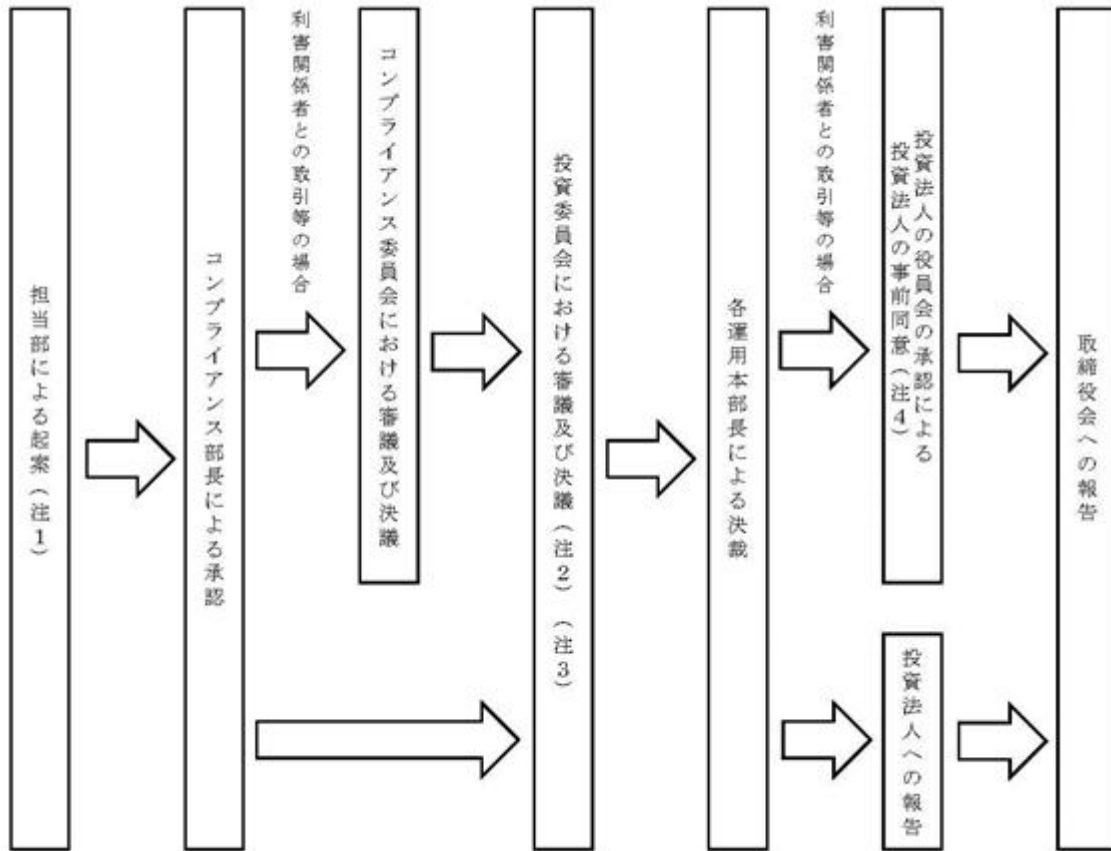 担当部による起案（注1）
コンプライアンス部長による承認
利害関係者との取引等の場合
コンプライアンス委員会における審議及び決議
投資委員会における審議及び決議（注2）（注3）
各運用本部長による決裁
利害関係者との取引等の場合
投資法人の役員会の承認による
投資法人の事前同意（注4）
投資法人への報告
取締役会への報告